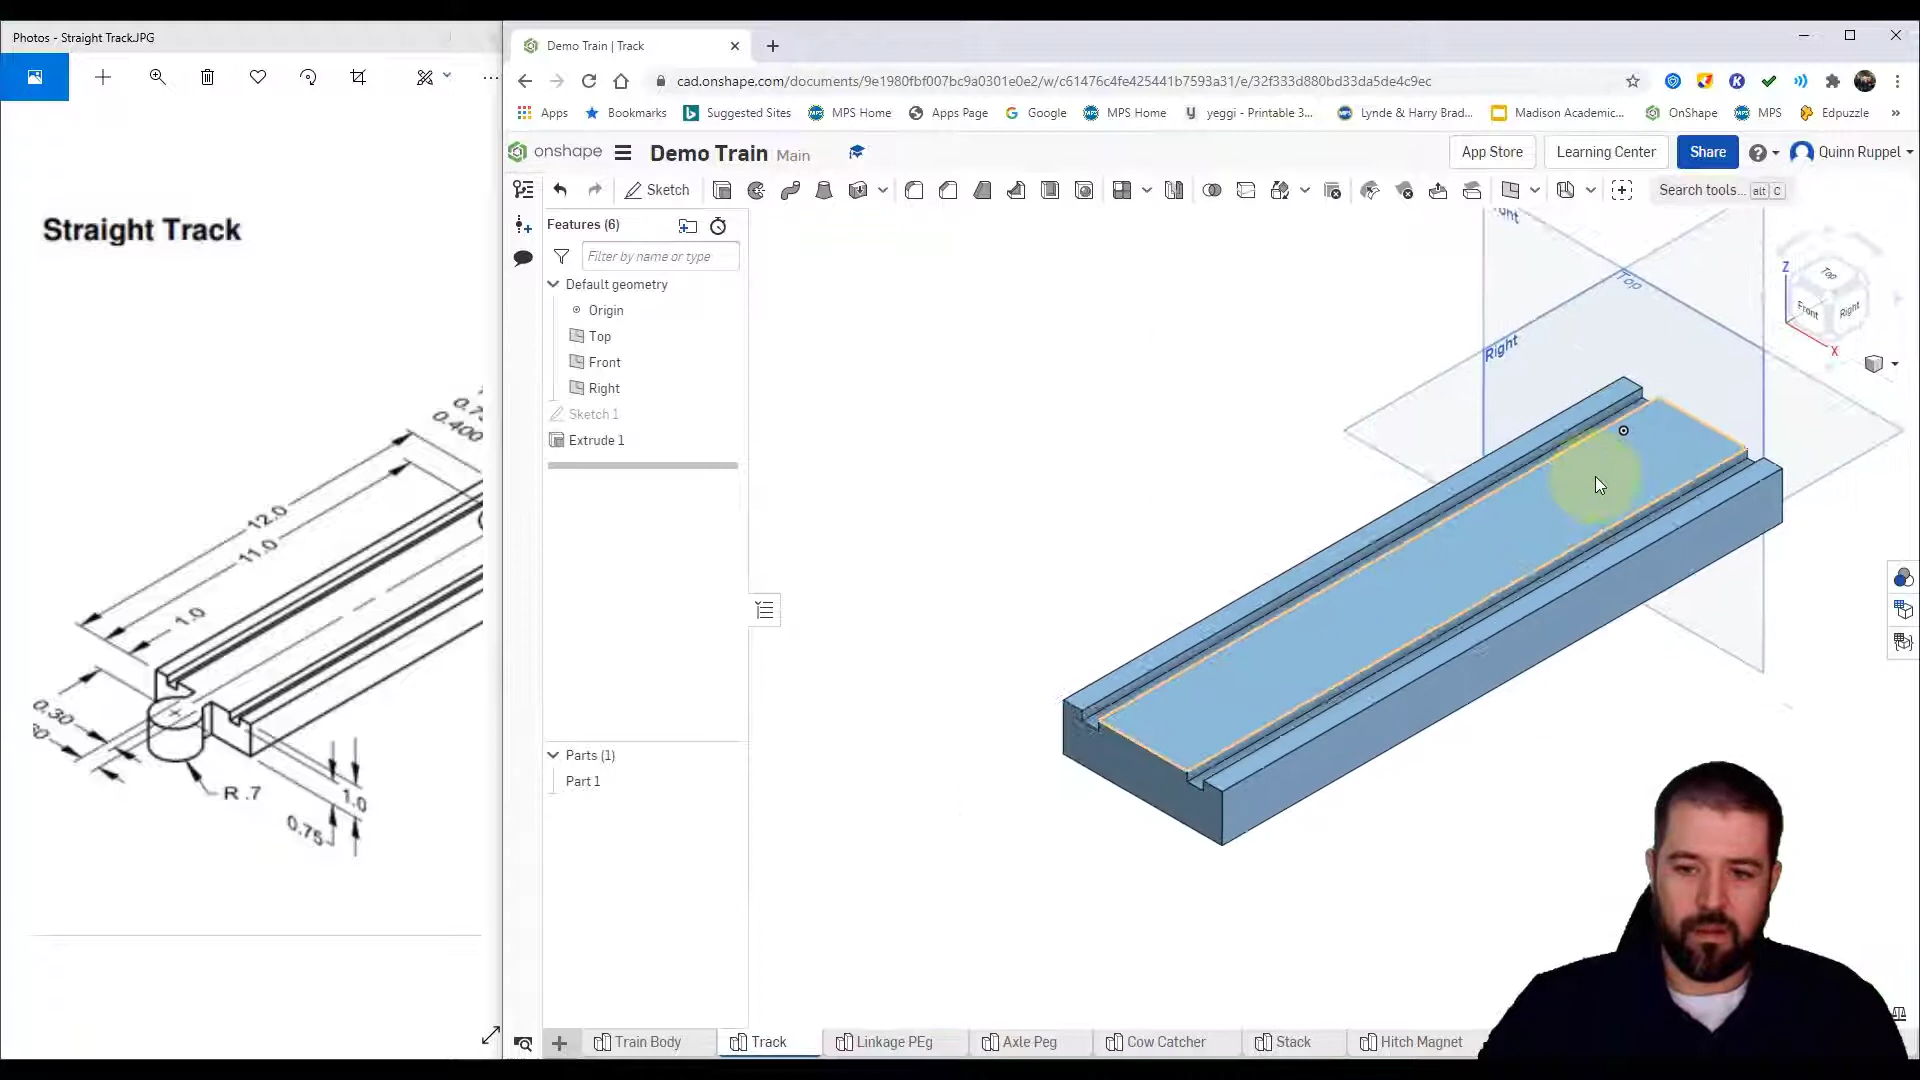 Photos - Straight Track.JPG
Straight Track
0.400
12.0
11.0
1.0
0.30
R .7
1.0
0.75
Demo Train | Track
cad.onshape.com/documents/9e1980fbf007bc9a0301e0e2/w/c61476c4fe425441b7593a31/e/32f333d880bd33da5de4c9ec
Apps Bookmarks Suggested Sites MPS Home Apps Page Google MPS Home yeggi - Printable 3... Lynde & Harry Brad... Madison Academic... OnShape MPS Edpuzzle »
onshape Demo Train Main App Store Learning Center Share Quinn Ruppel
Sketch Search tools... alt C
Features (6)
Filter by name or type
Default geometry
Origin
Top
Front
Right
Sketch 1
Extrude 1
Parts (1)
Part 1
Top
Right
Z
Top
Front
Right
X
Train Body Track Linkage PEg Axle Peg Cow Catcher Stack Hitch Magnet